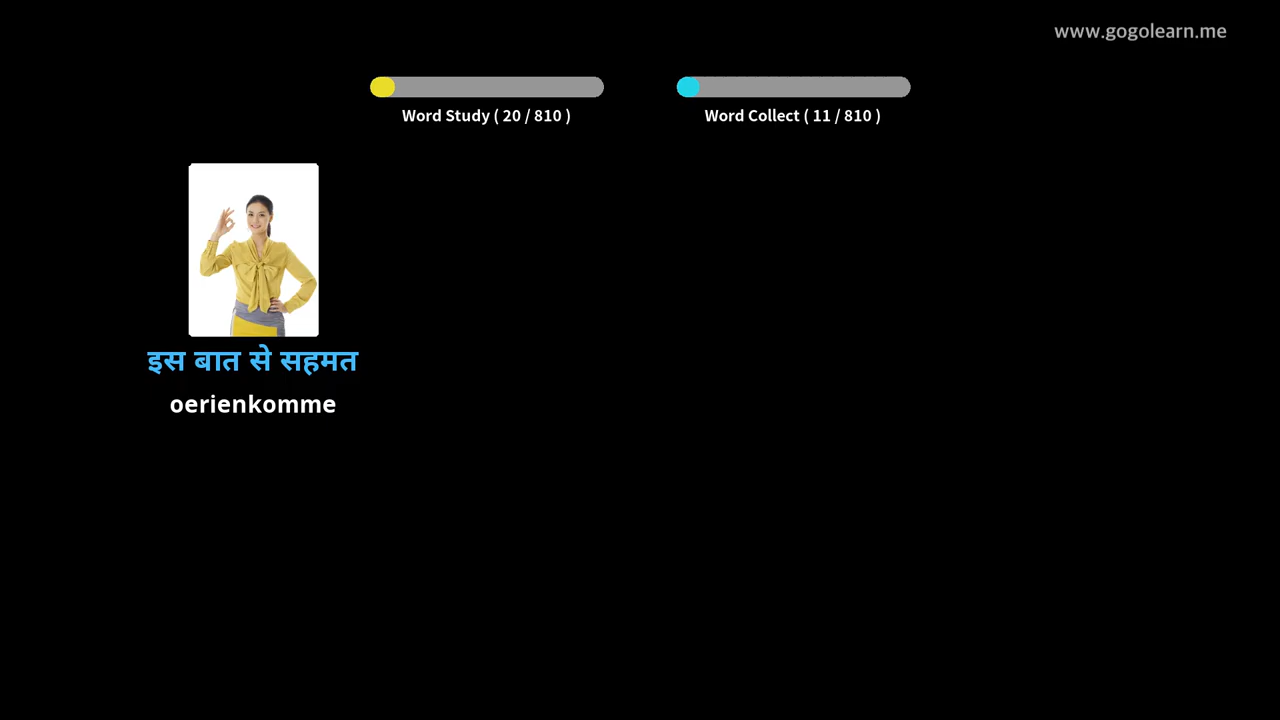 www.gogolearn.me
Word Study ( 20 / 810 )
Word Collect ( 11 / 810 )
इस बात से सहमत
oerienkomme